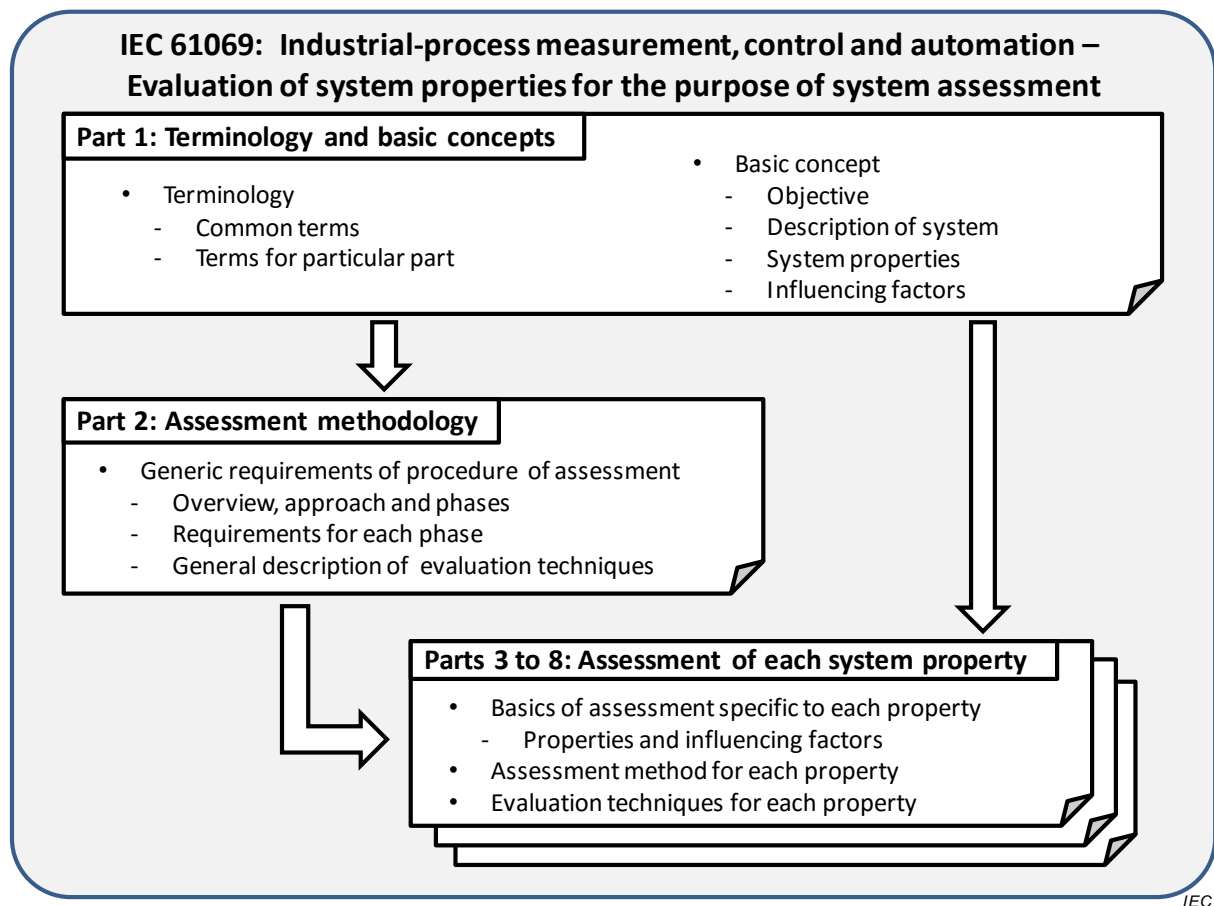 IEC 61069: Industrial-process measurement, control and automation –
Evaluation of system properties for the purpose of system assessment
Part 1: Terminology and basic concepts
• Terminology
- Common terms
- Terms for particular part
• Basic concept
- Objective
- Description of system
- System properties
- Influencing factors
Part 2: Assessment methodology
• Generic requirements of procedure of assessment
- Overview, approach and phases
- Requirements for each phase
- General description of evaluation techniques
Parts 3 to 8: Assessment of each system property
• Basics of assessment specific to each property
- Properties and influencing factors
• Assessment method for each property
• Evaluation techniques for each property
IEC